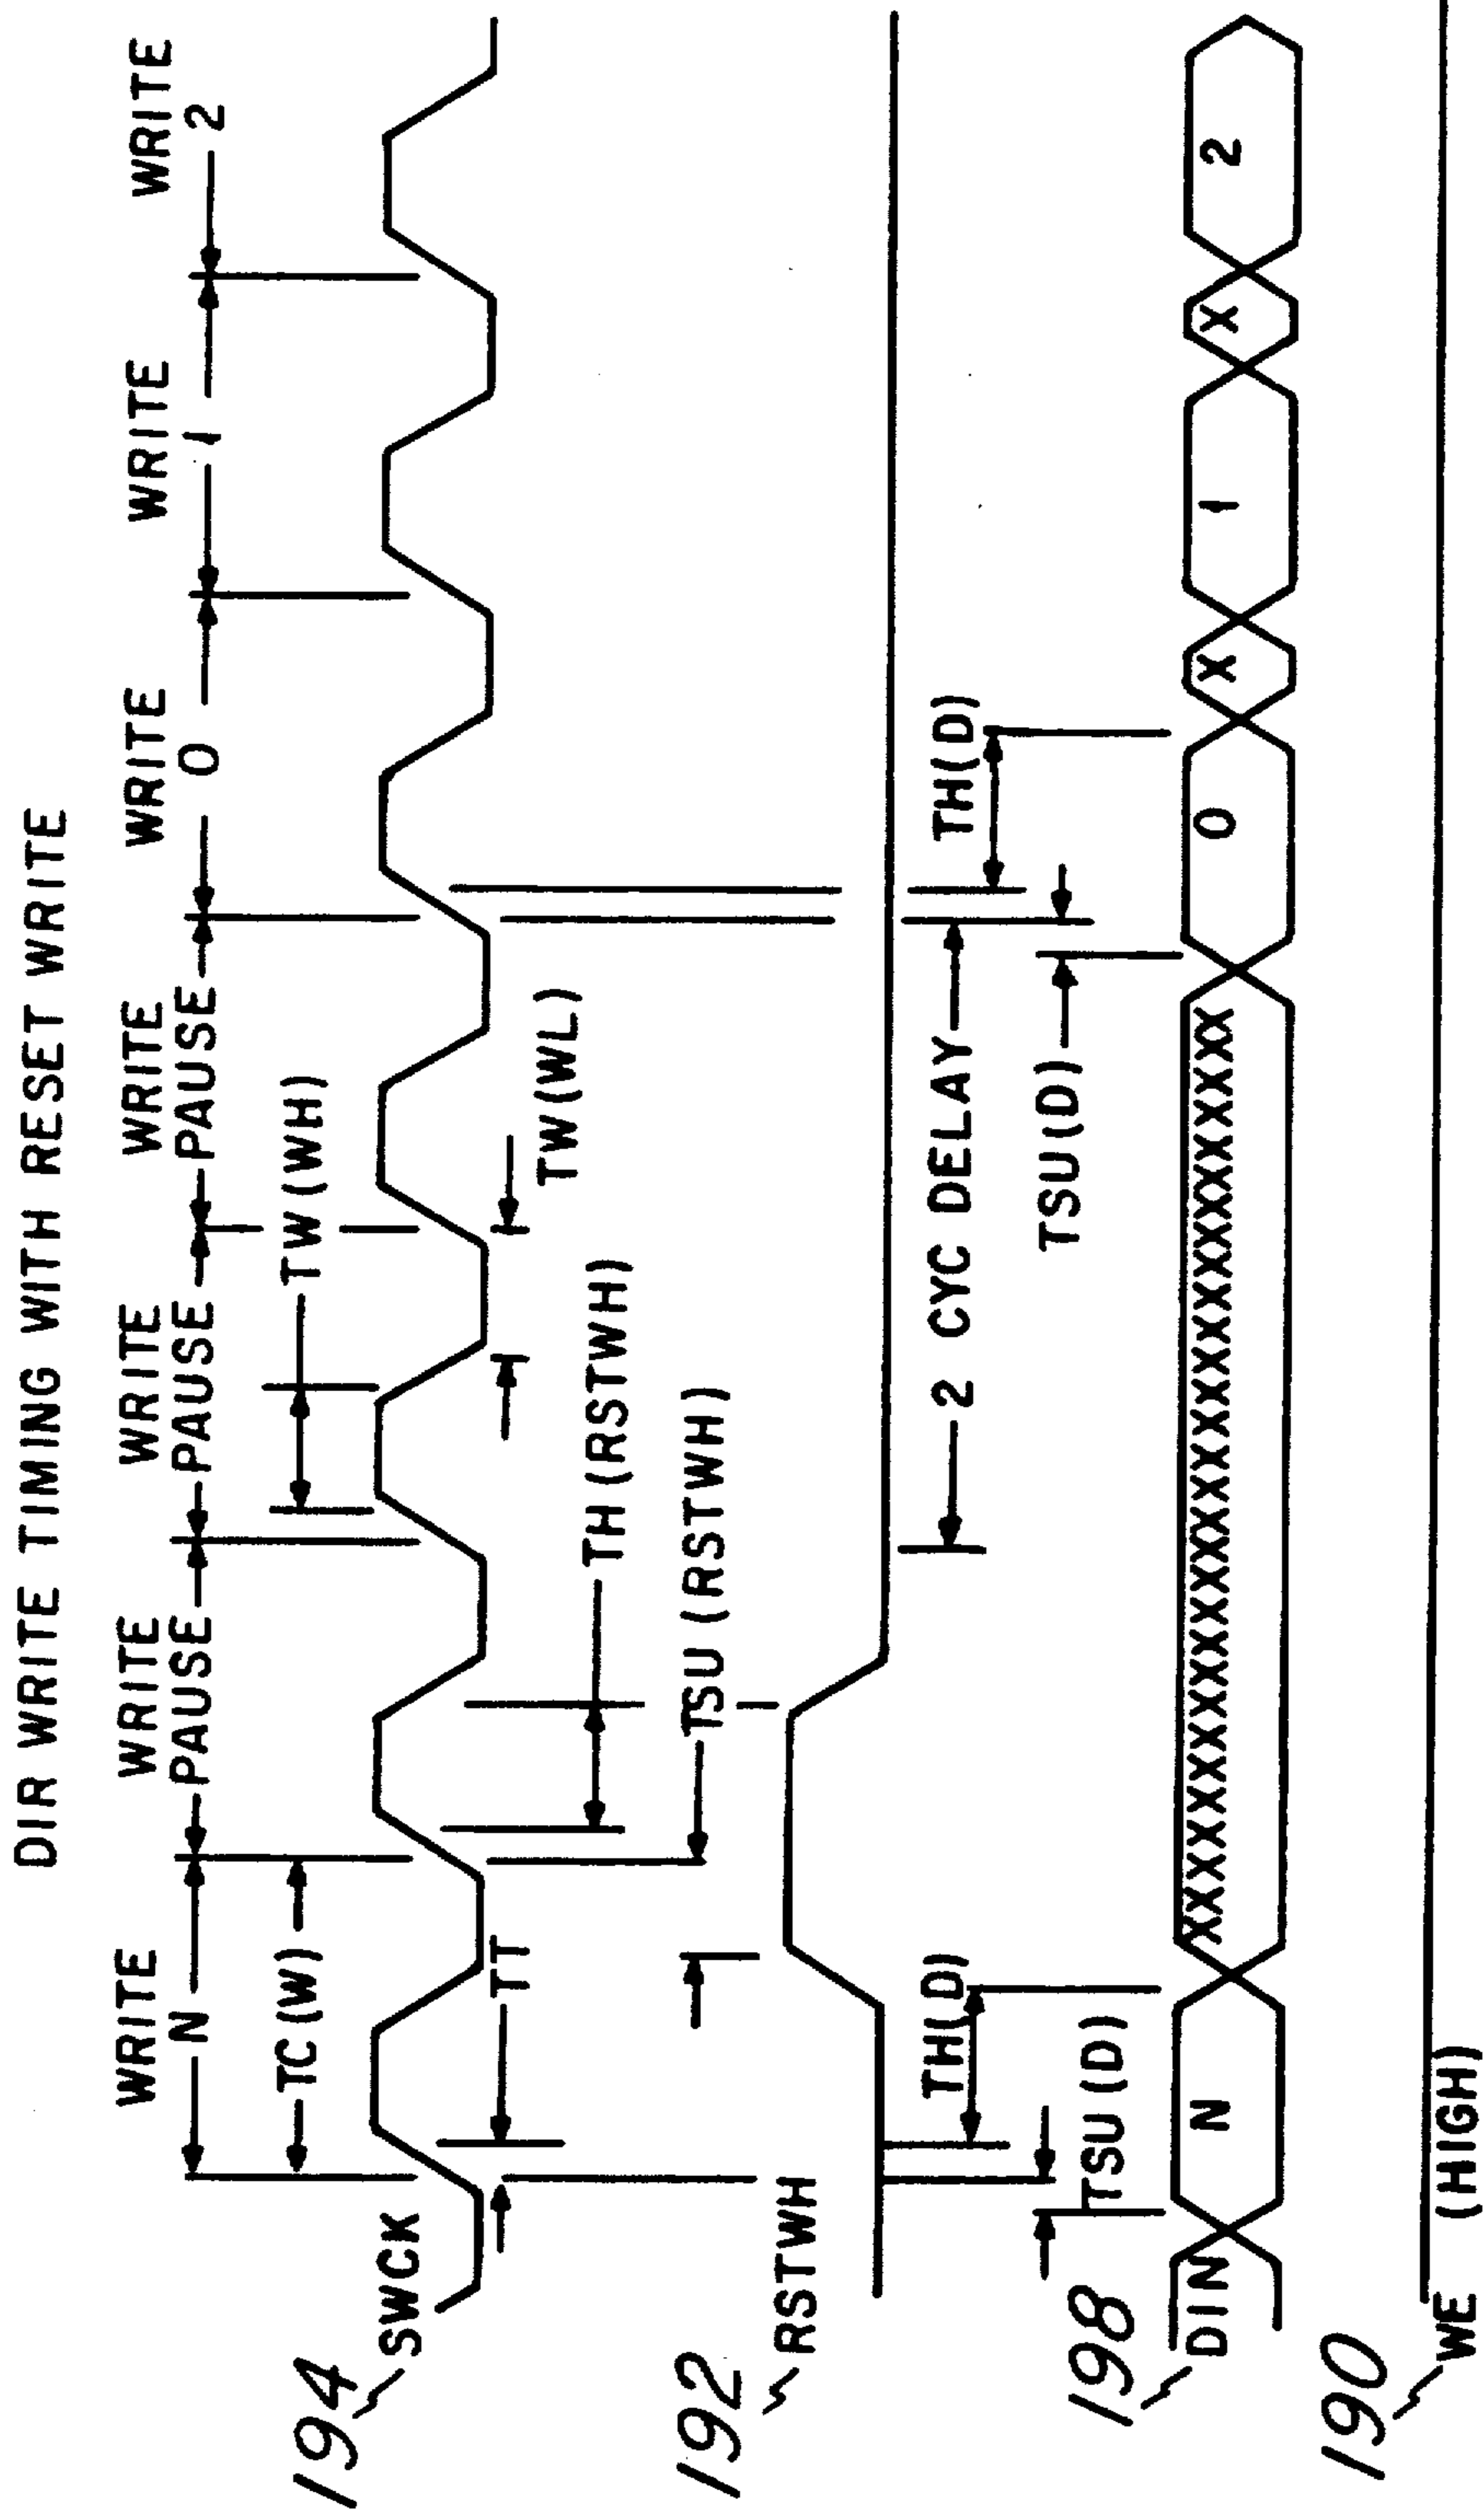 DIR WRITE TIMING WITH RESET WRITE
WRITE N
WRITE PAUSE
WRITE PAUSE
WRITE PAUSE
WRITE 0
WRITE 1
WRITE 2
TC(W)
TW(WH)
194
SWCK
TT
TW(WL)
TH(RSTWH)
TSU(RSTWH)
192
RSTWH
TH(D)
2 CYC DELAY
TH(D)
TSU(D)
TSU(D)
198
DIN
N
XXXXXXXXXXXXXXXXXXXXXXXXXXXXXXXX
0
X
1
X
2
190
WE (HIGH)